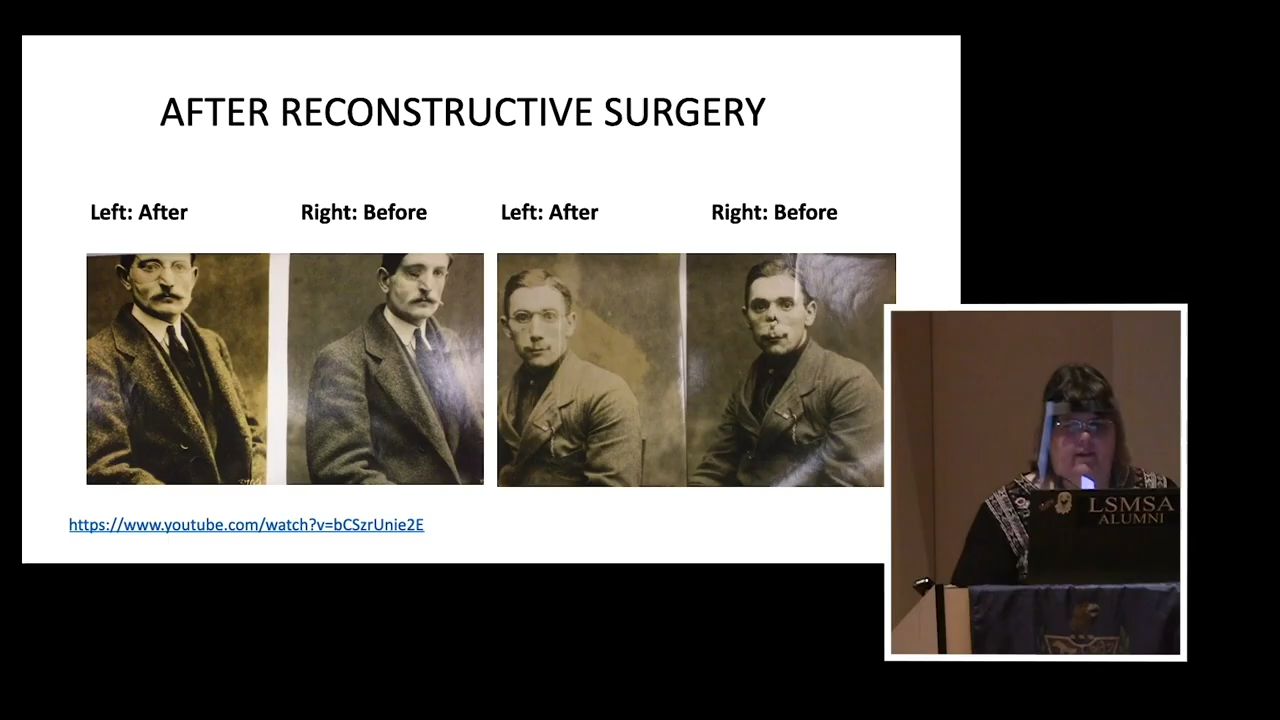 AFTER RECONSTRUCTIVE SURGERY
Left: After
Right: Before
Left: After
Right: Before
https://www.youtube.com/watch?v=bCSzrUnie2E
LSMSA
ALUMNI